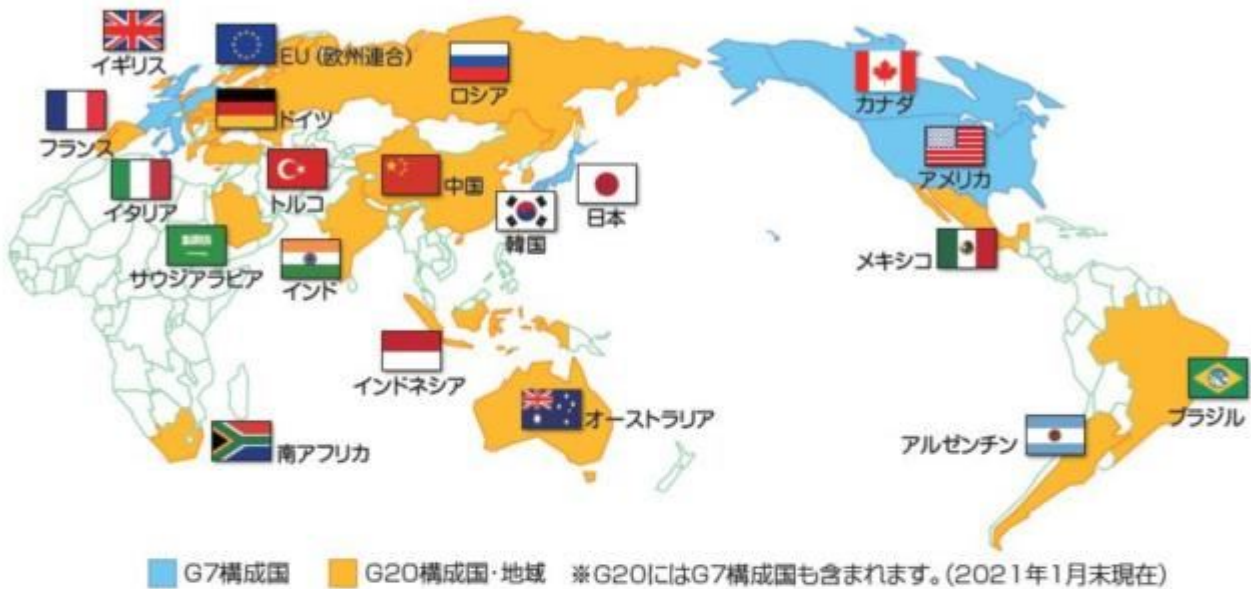 イギリス
EU（欧州連合）
ロシア
カナダ
フランス
ドイツ
アメリカ
イタリア
トルコ
中国
韓国
日本
サウジアラビア
インド
メキシコ
インドネシア
オーストラリア
ブラジル
南アフリカ
アルゼンチン
G7構成国
G20構成国・地域
※G20にはG7構成国も含まれます。(2021年1月末現在)